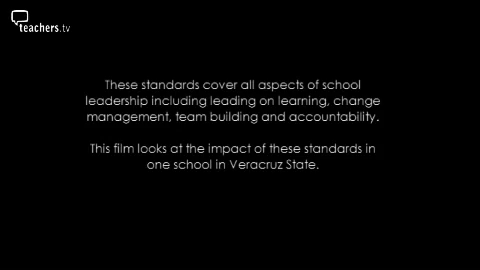 teachers.tv
These standards cover all aspects of school
leadership including leading on learning, change
management, team building and accountability.
This film looks at the impact of these standards in
one school in Veracruz State.